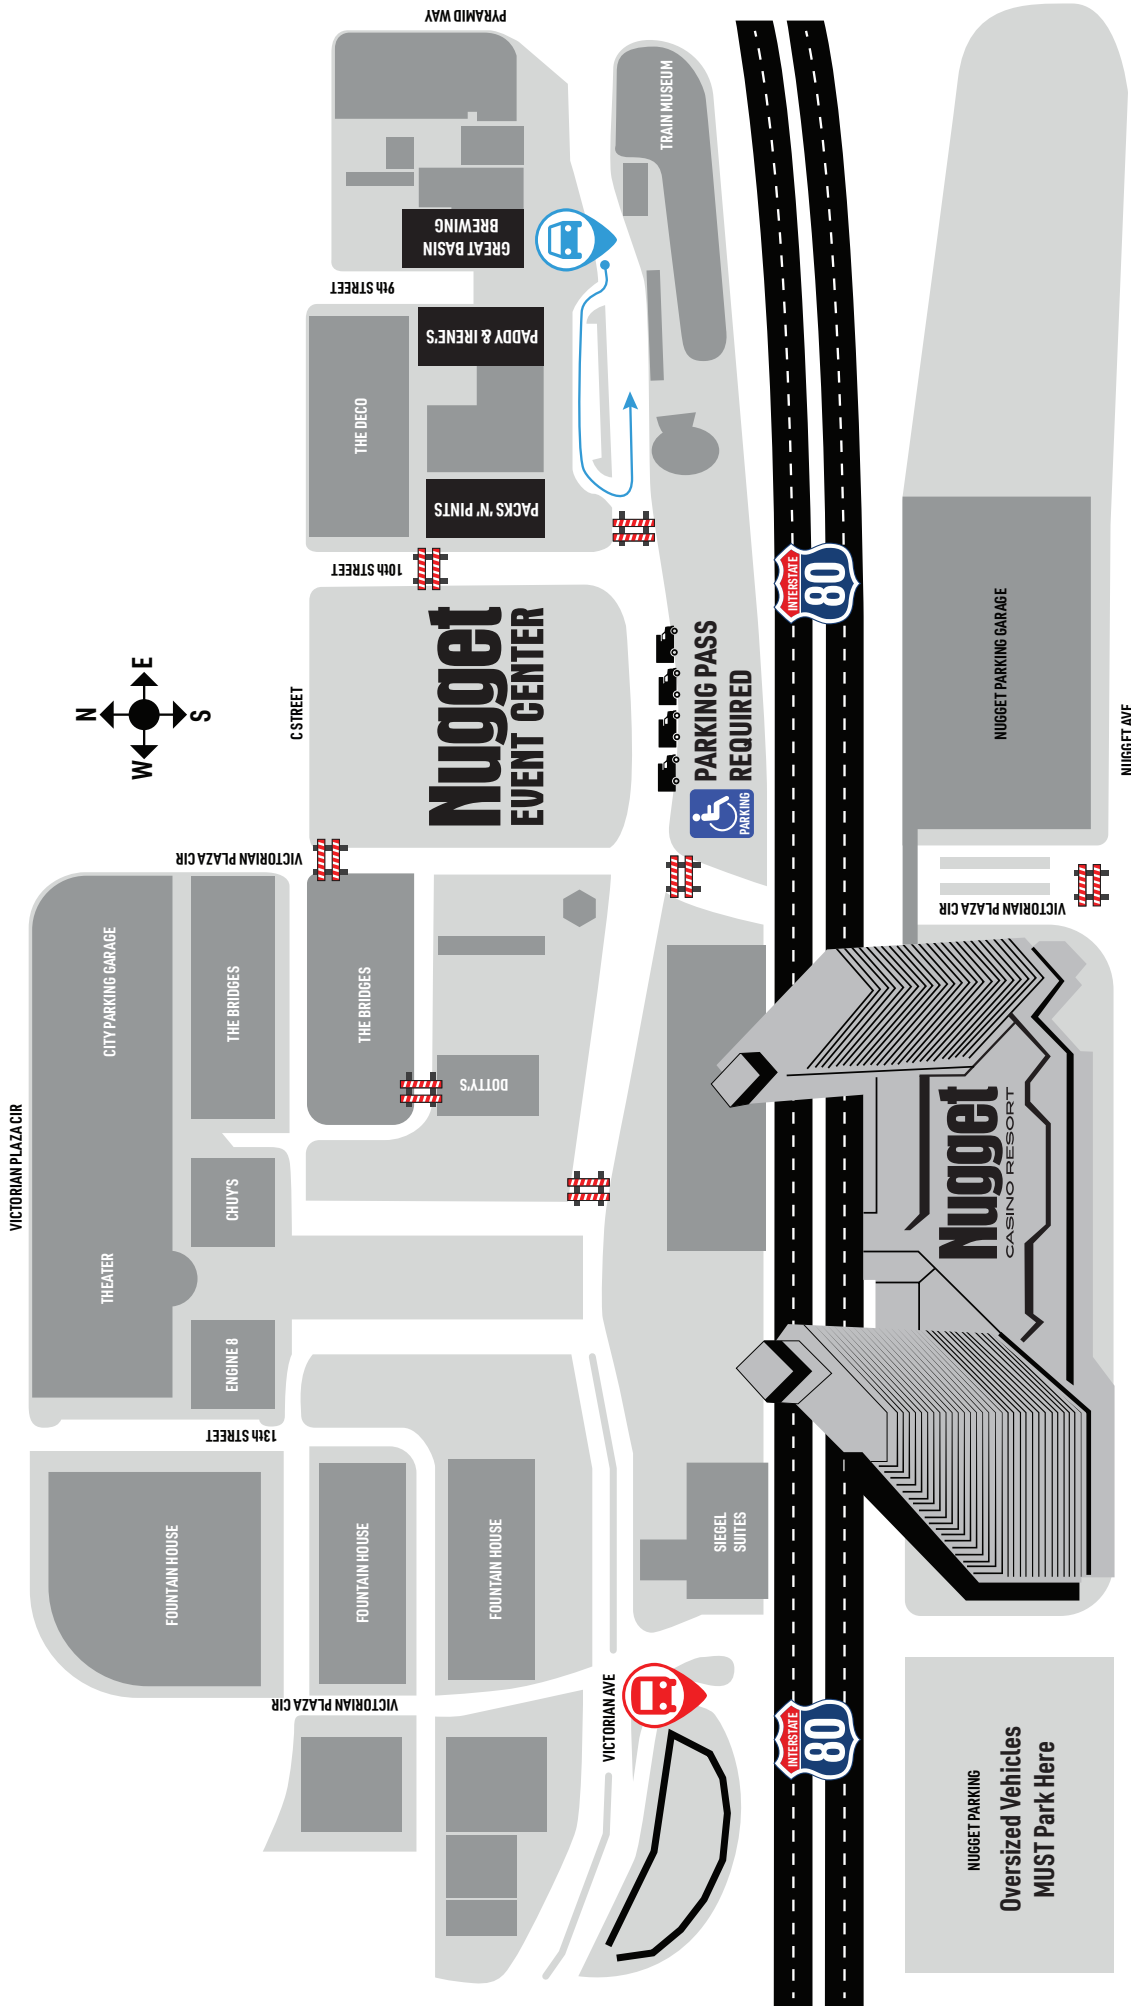 PYRAMID WAY
TRAIN MUSEUM
GREAT BASIN
BREWING
9th STREET
PADDY & IRENE'S
THE DECO
PACKS 'N' PINTS
10th STREET
INTERSTATE
80
N
E
S
W
C STREET
Nugget
EVENT CENTER
PARKING PASS
REQUIRED
PARKING
NUGGET PARKING GARAGE
NUGGET AVE
VICTORIAN PLAZA CIR
VICTORIAN PLAZA CIR
CITY PARKING GARAGE
THE BRIDGES
THE BRIDGES
DOTTY'S
VICTORIAN PLAZA CIR
CHUY'S
THEATER
ENGINE 8
Nugget
CASINO RESORT
13th STREET
FOUNTAIN HOUSE
FOUNTAIN HOUSE
FOUNTAIN HOUSE
SIEGEL
SUITES
VICTORIAN PLAZA CIR
VICTORIAN AVE
INTERSTATE
80
NUGGET PARKING
Oversized Vehicles
MUST Park Here